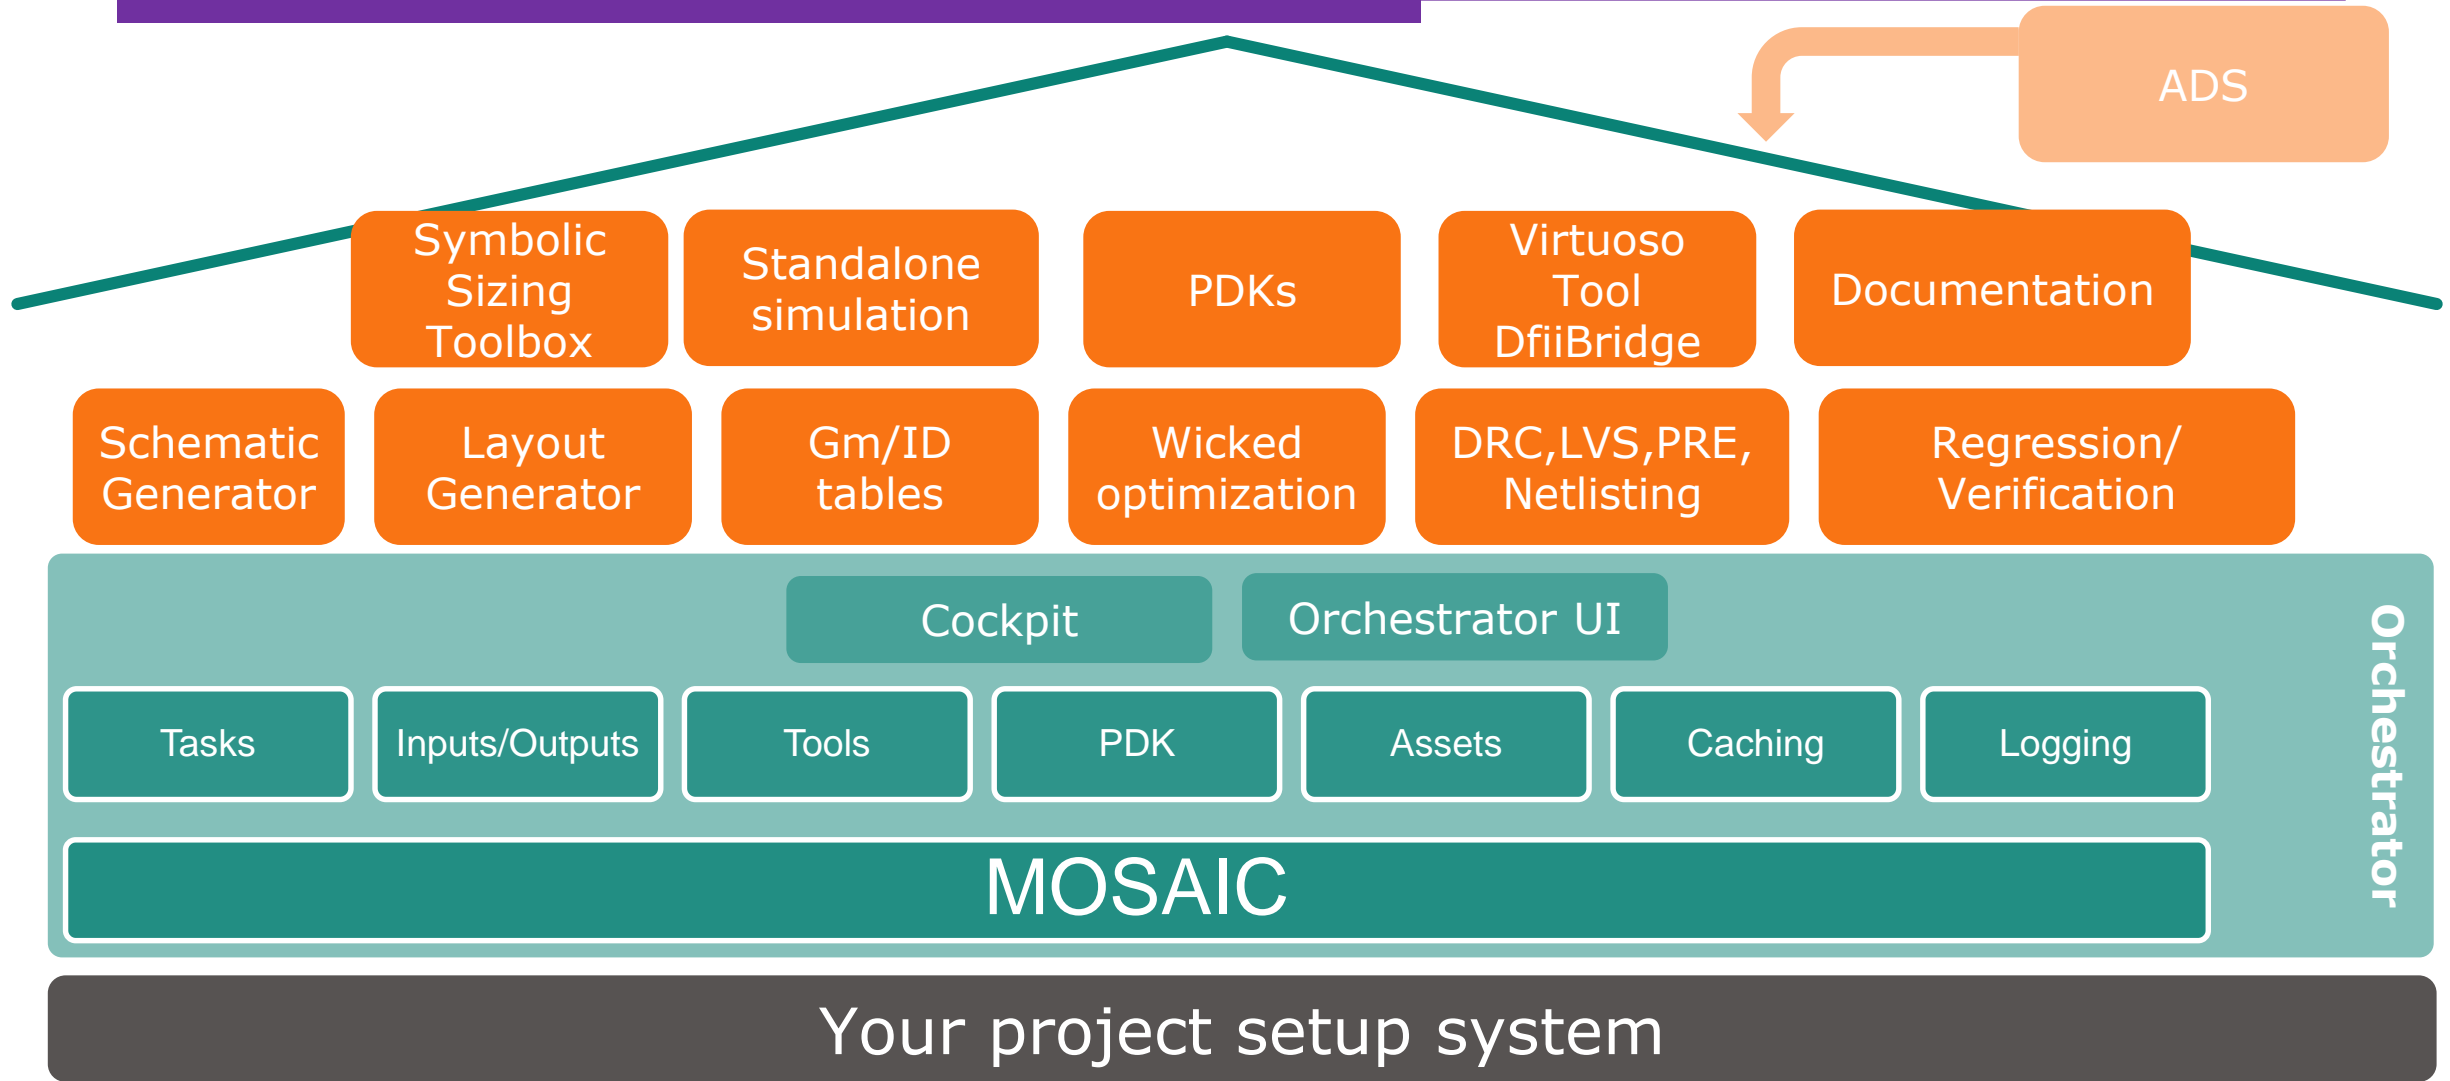 ADS
Symbolic
Sizing
Toolbox
Standalone
simulation
PDKs
Virtuoso
Tool
DfiiBridge
Documentation
Schematic
Generator
Layout
Generator
Gm/ID
tables
Wicked
optimization
DRC,LVS,PRE,
Netlisting
Regression/
Verification
Cockpit
Orchestrator UI
Orchestrator
Tasks
Inputs/Outputs
Tools
PDK
Assets
Caching
Logging
MOSAIC
Your project setup system